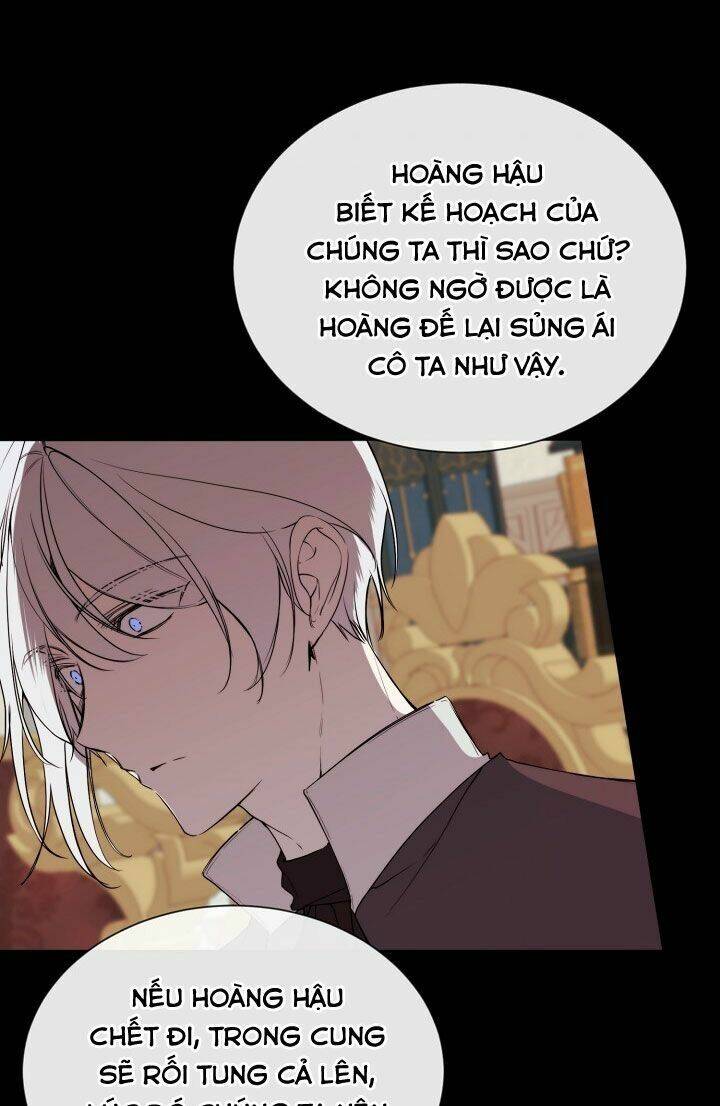 HOÀNG HẬU
BIẾT KẾ HOẠCH CỦA
CHÚNG TA THÌ SAO CHỨ?
KHÔNG NGỜ ĐƯỢC LÀ
HOÀNG ĐẾ LẠI SỦNG ÁI
CÔ TA NHƯ VẬY.
NẾU HOÀNG HẬU
CHẾT ĐI, TRONG CUNG
SẼ RỐI TUNG CẢ LÊN,